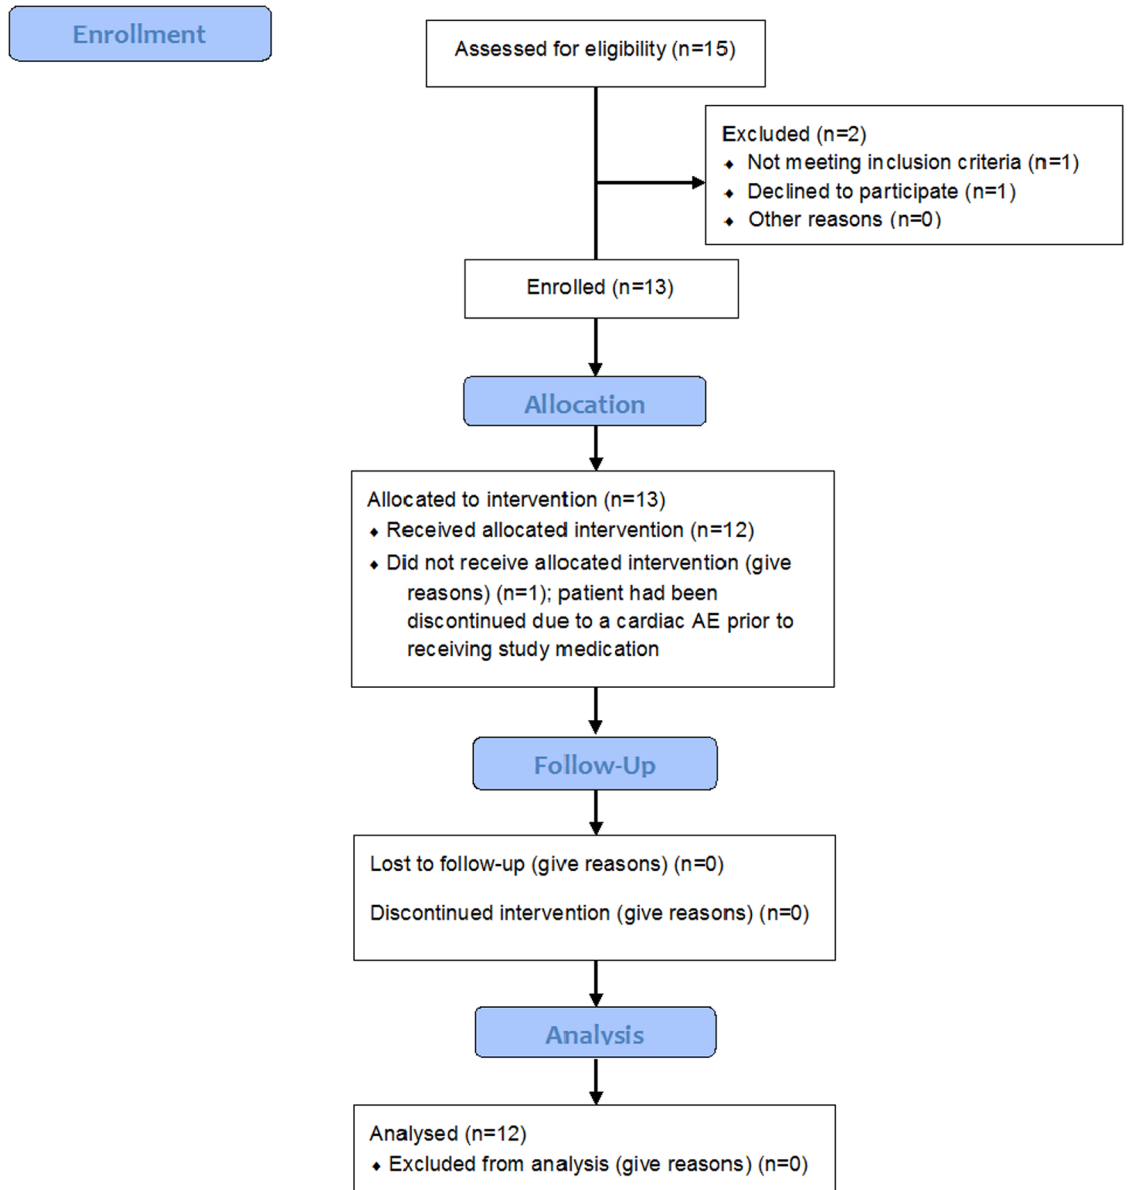 Enrollment
Assessed for eligibility (n=15)
Excluded (n=2)
⬥ Not meeting inclusion criteria (n=1)
⬥ Declined to participate (n=1)
⬥ Other reasons (n=0)
Enrolled (n=13)
Allocation
Allocated to intervention (n=13)
⬥ Received allocated intervention (n=12)
⬥ Did not receive allocated intervention (give
reasons) (n=1); patient had been
discontinued due to a cardiac AE prior to
receiving study medication
Follow-Up
Lost to follow-up (give reasons) (n=0)
Discontinued intervention (give reasons) (n=0)
Analysis
Analysed (n=12)
⬥ Excluded from analysis (give reasons) (n=0)